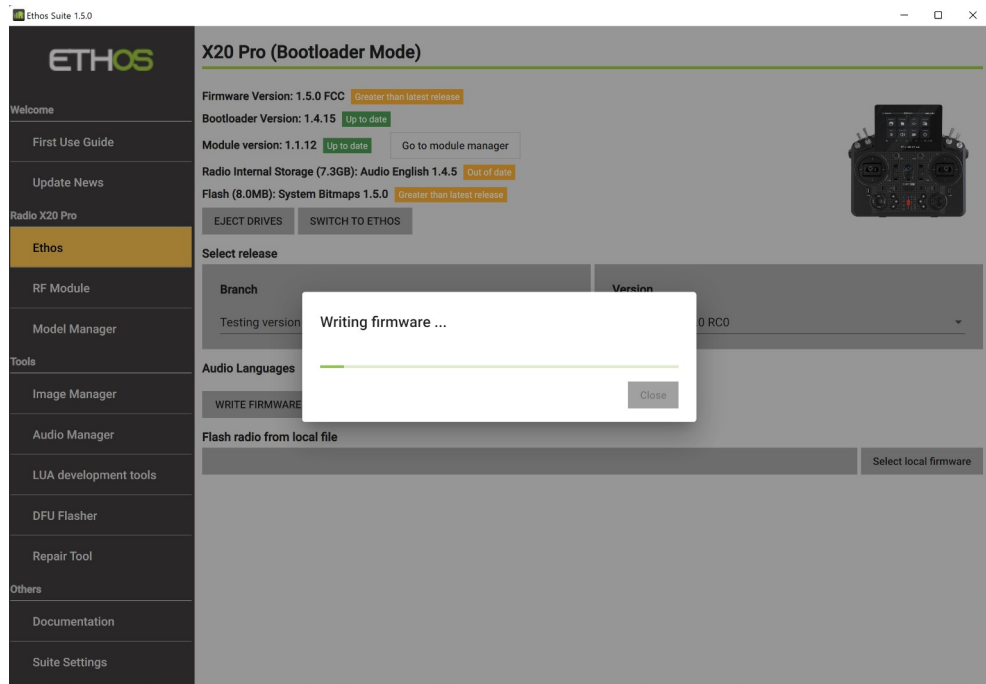 Ethos Suite 1.5.0
ETHOS
X20 Pro (Bootloader Mode)
Firmware Version: 1.5.0 FCC Greater than latest release
Bootloader Version: 1.4.15 Up to date
Module version: 1.1.12 Up to date Go to module manager
Radio Internal Storage (7.3GB): Audio English 1.4.5 Out of date
Flash (8.0MB): System Bitmaps 1.5.0 Greater than latest release
EJECT DRIVES SWITCH TO ETHOS
Welcome
First Use Guide
Update News
Radio X20 Pro
Ethos
RF Module
Model Manager
Tools
Image Manager
Audio Manager
LUA development tools
DFU Flasher
Repair Tool
Others
Documentation
Suite Settings
Select release
Branch
Version
Testing version
0 RC0
Writing firmware ...
Close
Audio Languages
WRITE FIRMWARE
Flash radio from local file
Select local firmware